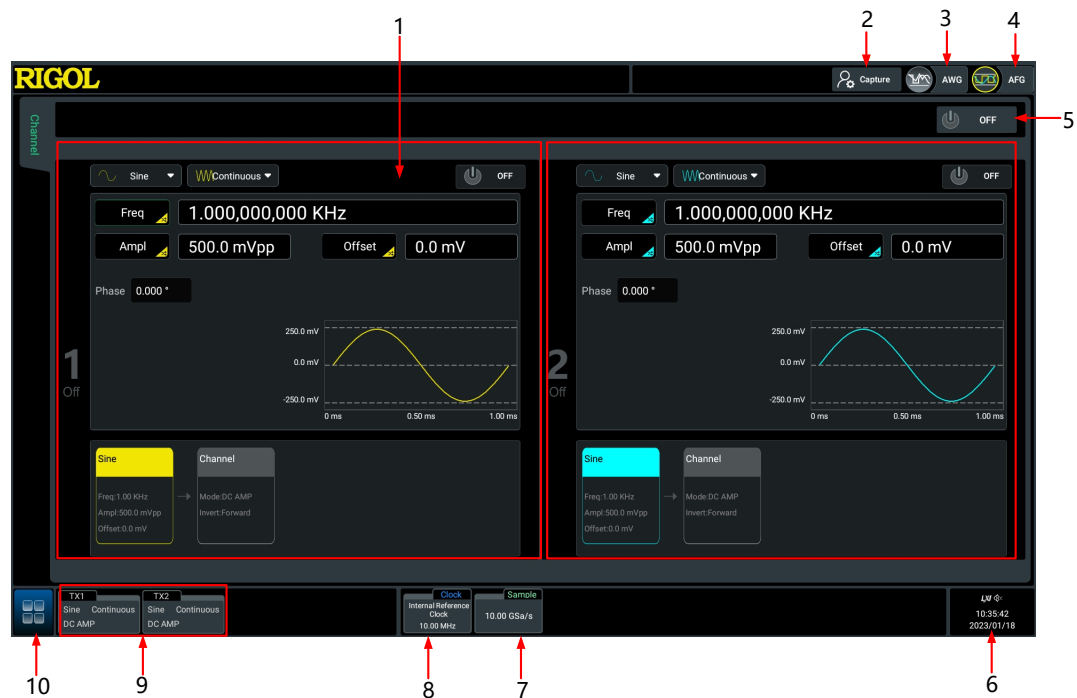 1 2 3 4
RIGOL Capture AWG AFG
Channel
OFF 5
Sine Continuous OFF
Freq 1.000,000,000 KHz
Ampl 500.0 mVpp Offset 0.0 mV
Phase 0.000 °
250.0 mV
0.0 mV
-250.0 mV
0 ms 0.50 ms 1.00 ms
1
Off
Sine Channel
Freq:1.00 KHz Mode:DC AMP
Ampl:500.0 mVpp Invert:Forward
Offset:0.0 mV
Sine Continuous OFF
Freq 1.000,000,000 KHz
Ampl 500.0 mVpp Offset 0.0 mV
Phase 0.000 °
250.0 mV
0.0 mV
-250.0 mV
0 ms 0.50 ms 1.00 ms
2
Off
Sine Channel
Freq:1.00 KHz Mode:DC AMP
Ampl:500.0 mVpp Invert:Forward
Offset:0.0 mV
TX1
Sine Continuous
DC AMP
TX2
Sine Continuous
DC AMP
Clock
Internal Reference
Clock
10.00 MHz
Sample
10.00 GSa/s
LXI
10:35:42
2023/01/18
10 9 8 7 6